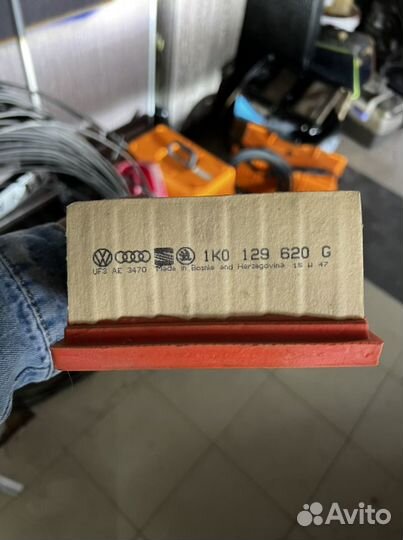 1K0 129 620 G
UF3 AE 3470 Made in Bosnia and Herzegovina 15 W 47
Avito